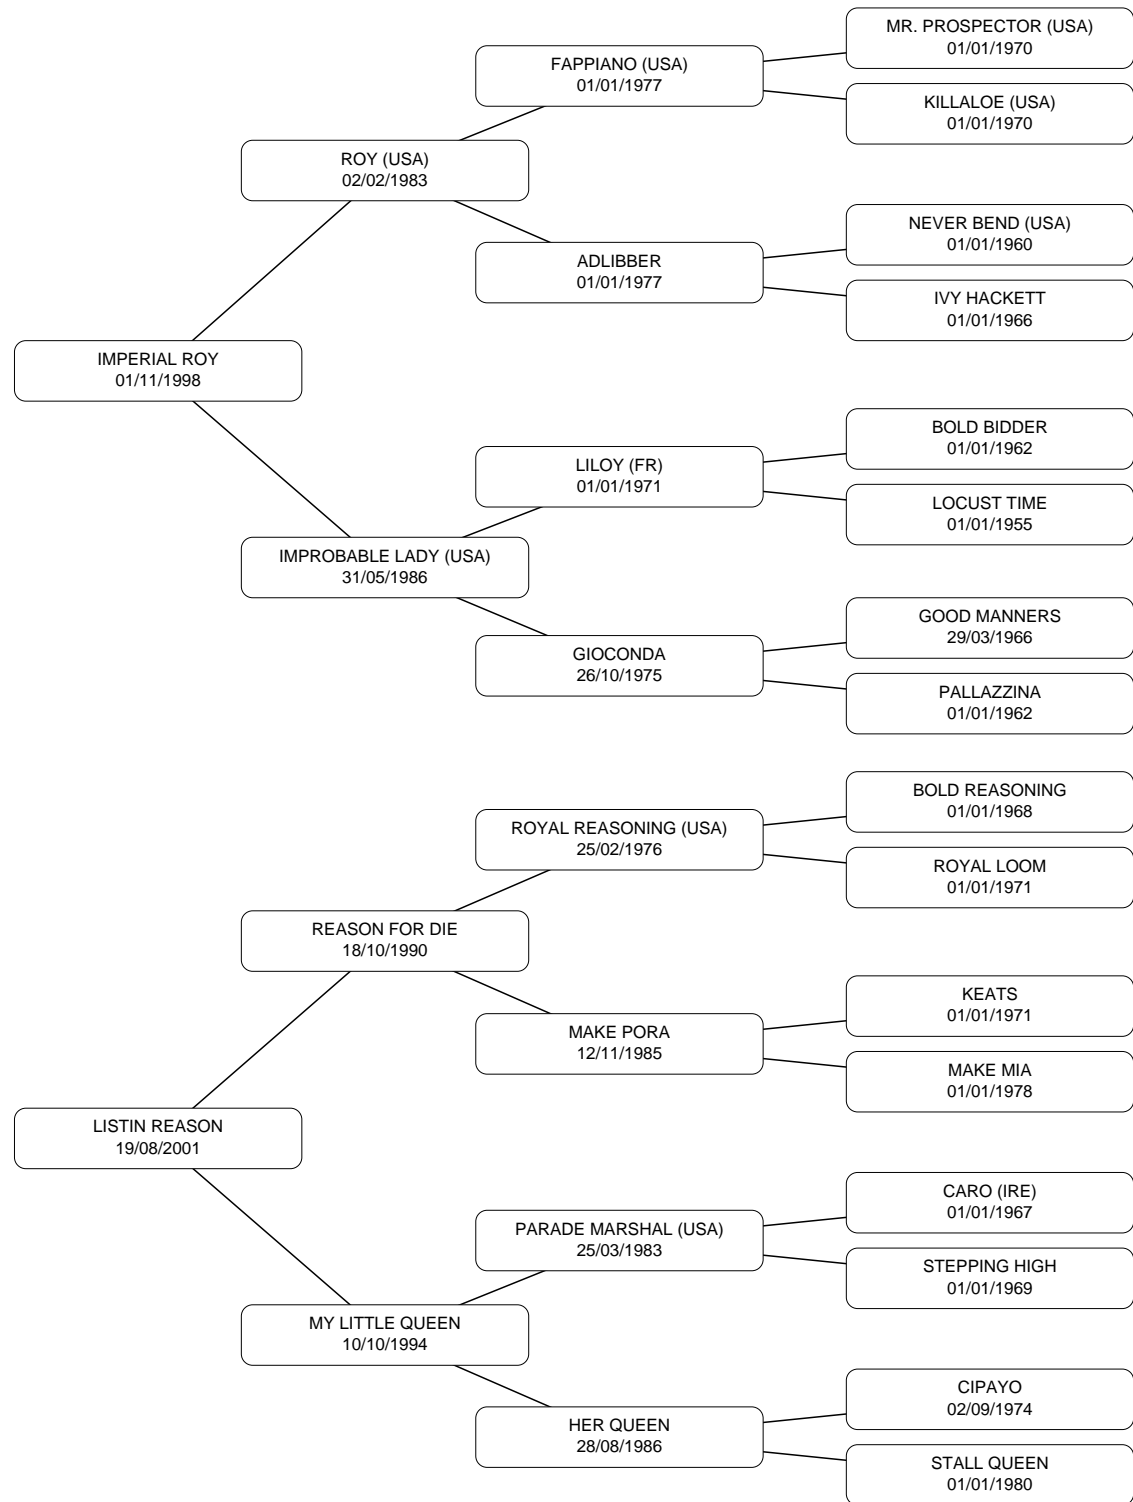 MR. PROSPECTOR (USA)
01/01/1970
FAPPIANO (USA)
01/01/1977
KILLALOE (USA)
01/01/1970
ROY (USA)
02/02/1983
NEVER BEND (USA)
01/01/1960
ADLIBBER
01/01/1977
IVY HACKETT
01/01/1966
IMPERIAL ROY
01/11/1998
BOLD BIDDER
01/01/1962
LILOY (FR)
01/01/1971
LOCUST TIME
01/01/1955
IMPROBABLE LADY (USA)
31/05/1986
GOOD MANNERS
29/03/1966
GIOCONDA
26/10/1975
PALLAZZINA
01/01/1962
BOLD REASONING
01/01/1968
ROYAL REASONING (USA)
25/02/1976
ROYAL LOOM
01/01/1971
REASON FOR DIE
18/10/1990
KEATS
01/01/1971
MAKE PORA
12/11/1985
MAKE MIA
01/01/1978
LISTIN REASON
19/08/2001
CARO (IRE)
01/01/1967
PARADE MARSHAL (USA)
25/03/1983
STEPPING HIGH
01/01/1969
MY LITTLE QUEEN
10/10/1994
CIPAYO
02/09/1974
HER QUEEN
28/08/1986
STALL QUEEN
01/01/1980